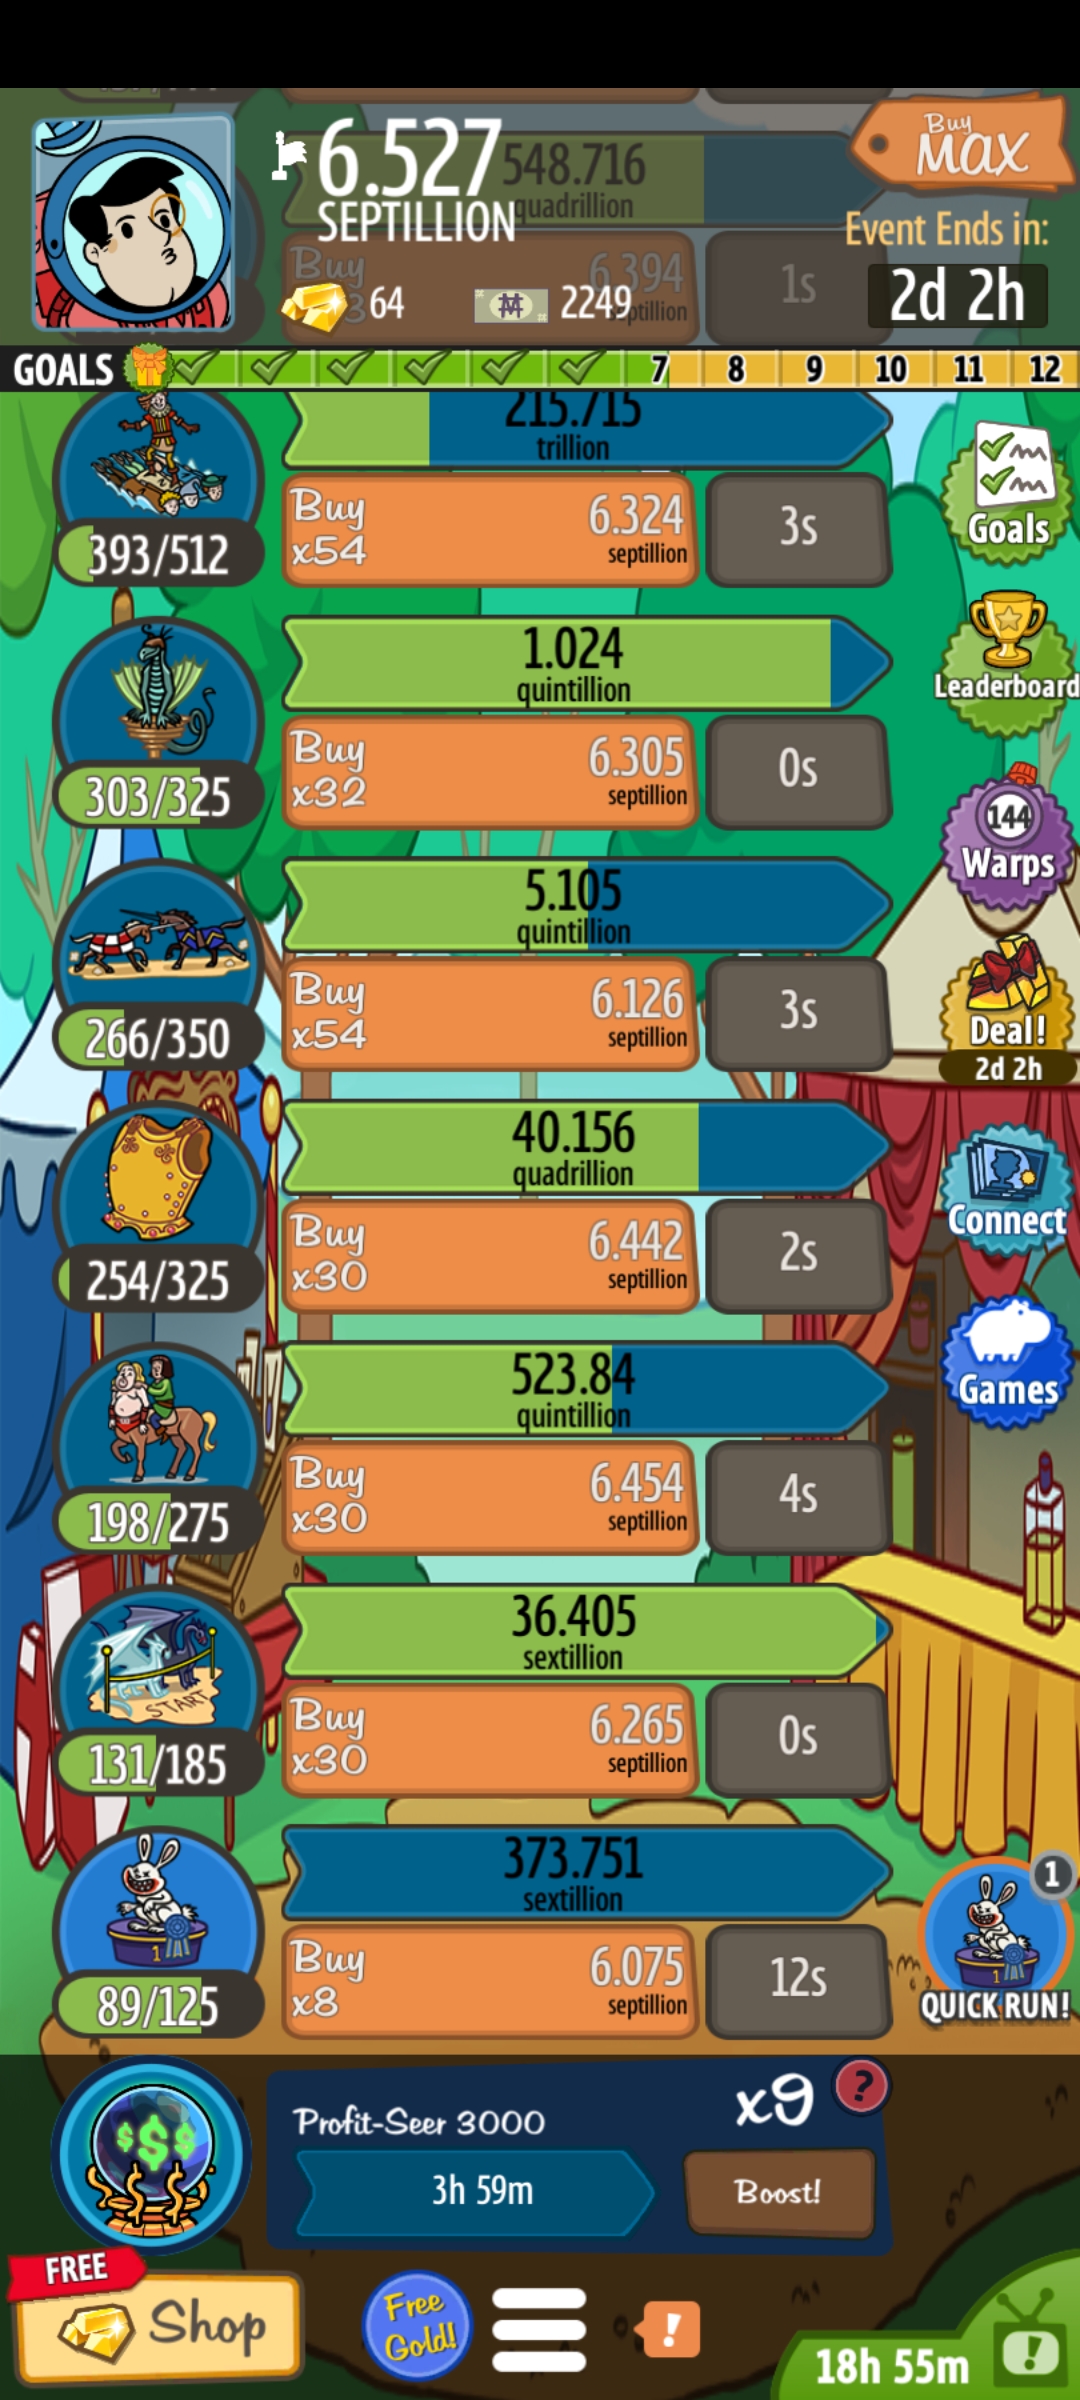 6.527
SEPTILLION
64
2249
548.716
quadrillion
Buy
6.394
septillion
1s
Buy
MAX
Event Ends in:
2d 2h
GOALS
7 8 9 10 11 12
215.715
trillion
393/512
Buy
x54
6.324
septillion
3s
Goals
1.024
quintillion
303/325
Buy
x32
6.305
septillion
0s
Leaderboard
144
Warps
5.105
quintillion
266/350
Buy
x54
6.126
septillion
3s
Deal!
2d 2h
40.156
quadrillion
254/325
Buy
x30
6.442
septillion
2s
Connect
523.84
quintillion
198/275
Buy
x30
6.454
septillion
4s
Games
36.405
sextillion
START
131/185
Buy
x30
6.265
septillion
0s
373.751
sextillion
1
89/125
Buy
x8
6.075
septillion
12s
1
1
QUICK RUN!
$$$
Profit-Seer 3000
x9
?
3h 59m
Boost!
FREE
Shop
Free
Gold!
!
18h 55m
!